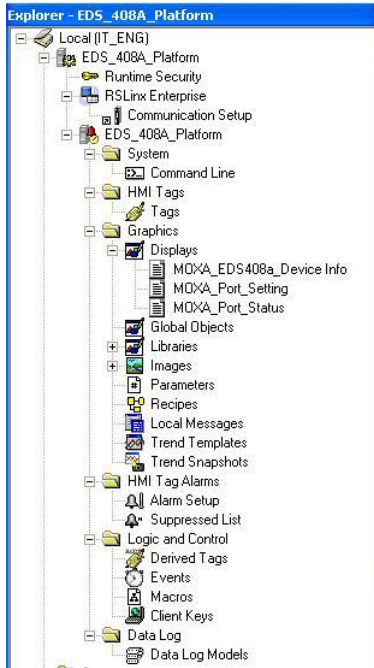 Explorer - EDS_408A_Platform
Local (IT_ENG)
EDS_408A_Platform
Runtime Security
RSLinx Enterprise
Communication Setup
EDS_408A_Platform
System
Command Line
HMI Tags
Tags
Graphics
Displays
MOXA_EDS408a_Device Info
MOXA_Port_Setting
MOXA_Port_Status
Global Objects
Libraries
Images
Parameters
Recipes
Local Messages
Trend Templates
Trend Snapshots
HMI Tag Alarms
Alarm Setup
Suppressed List
Logic and Control
Derived Tags
Events
Macros
Client Keys
Data Log
Data Log Models